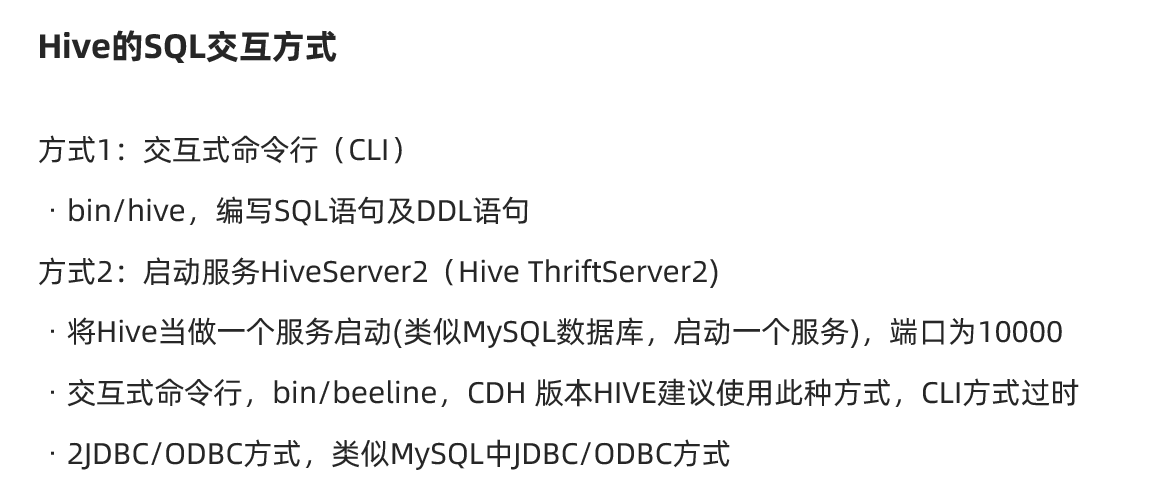 Hive的SQL交互方式
方式1：交互式命令行（CLI）
· bin/hive，编写SQL语句及DDL语句
方式2：启动服务HiveServer2（Hive ThriftServer2)
· 将Hive当做一个服务启动(类似MySQL数据库，启动一个服务)，端口为10000
· 交互式命令行，bin/beeline，CDH 版本HIVE建议使用此种方式，CLI方式过时
· 2JDBC/ODBC方式，类似MySQL中JDBC/ODBC方式